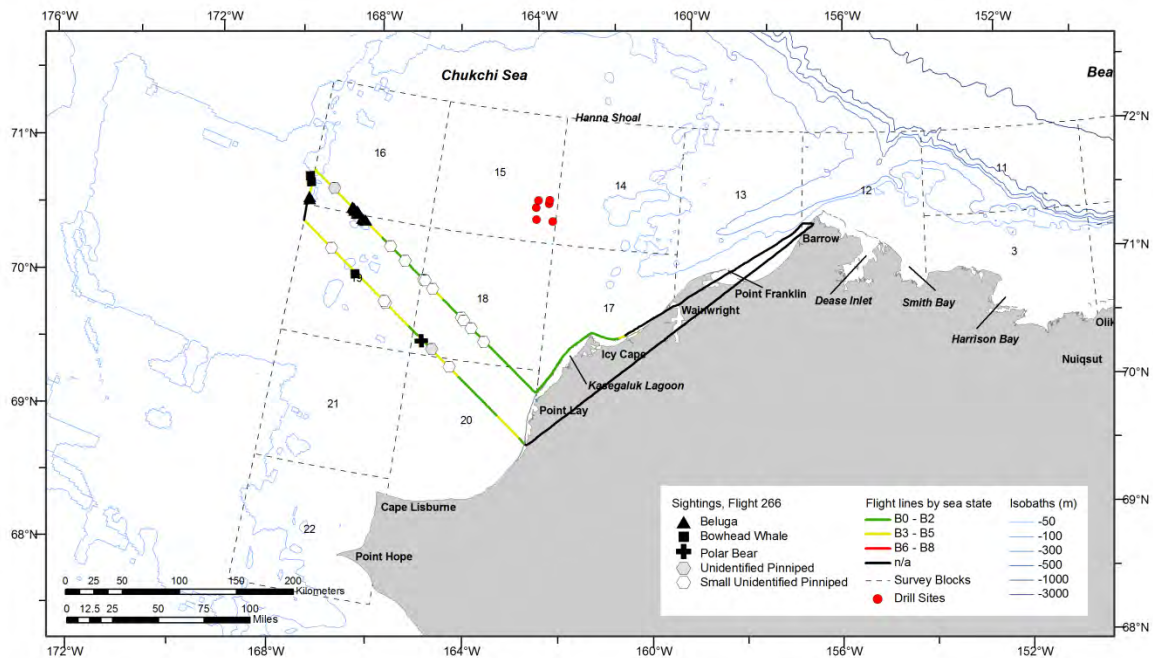 176°W 172°W 168°W 164°W 160°W 156°W 152°W
Chukchi Sea
Bea
72°N
71°N
Hanna Shoal
16
15
14
13
12
11
Barrow
3
71°N
70°N
19
18
17
Point Franklin
Wainwright
Dease Inlet
Smith Bay
Harrison Bay
Olik
Nuiqsut
Icy Cape
Kasegaluk Lagoon
70°N
69°N
Point Lay
21
20
Cape Lisburne
69°N
68°N
22
Point Hope
68°N
67°N
Sightings, Flight 266
Beluga
Bowhead Whale
Polar Bear
Unidentified Pinniped
Small Unidentified Pinniped
Flight lines by sea state
B0 - B2
B3 - B5
B6 - B8
n/a
Survey Blocks
Drill Sites
Isobaths (m)
-50
-100
-300
-500
-1000
-3000
0 25 50 100 150 200
Kilometers
0 12.5 25 50 75 100
Miles
172°W 168°W 164°W 160°W 156°W 152°W